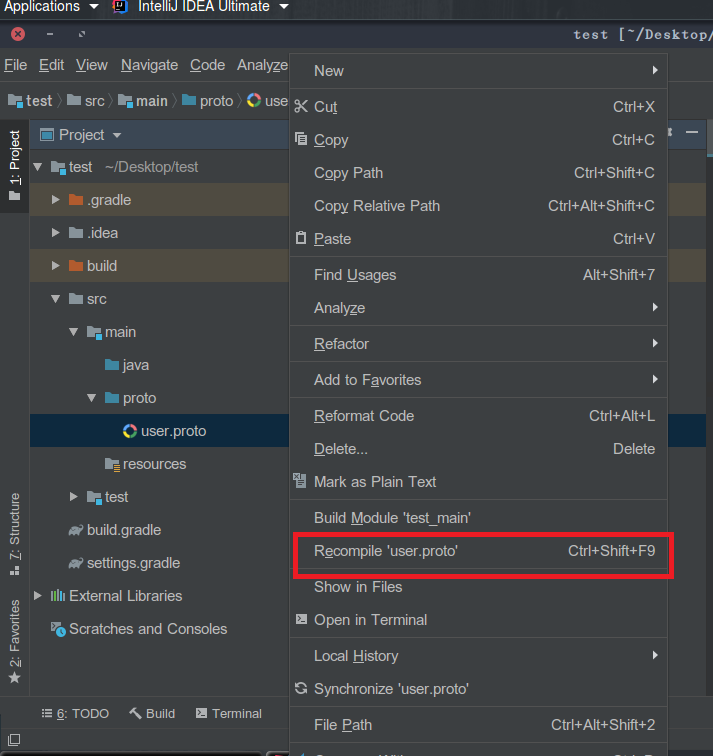 Applications IntelliJ IDEA Ultimate
test [~/Desktop/
File Edit View Navigate Code Analyze
test src main proto use
1: Project
Project
test ~/Desktop/test
.gradle
.idea
build
src
main
java
proto
user.proto
resources
test
build.gradle
settings.gradle
External Libraries
Scratches and Consoles
7: Structure
2: Favorites
New
Cut Ctrl+X
Copy Ctrl+C
Copy Path Ctrl+Shift+C
Copy Relative Path Ctrl+Alt+Shift+C
Paste Ctrl+V
Find Usages Alt+Shift+7
Analyze
Refactor
Add to Favorites
Reformat Code Ctrl+Alt+L
Delete... Delete
Mark as Plain Text
Build Module 'test_main'
Recompile 'user.proto' Ctrl+Shift+F9
Show in Files
Open in Terminal
Local History
Synchronize 'user.proto'
File Path Ctrl+Alt+Shift+2
6: TODO Build Terminal